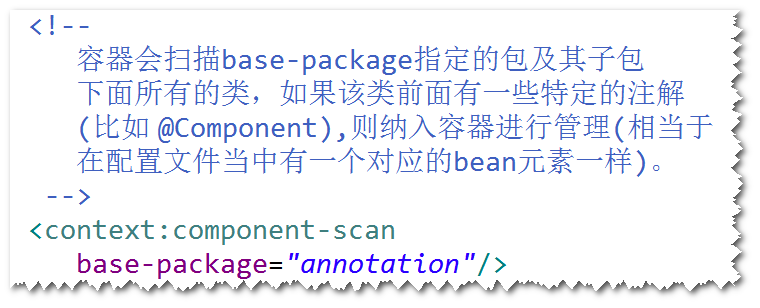 <!--
容器会扫描base-package指定的包及其子包
下面所有的类，如果该类前面有一些特定的注解
(比如 @Component),则纳入容器进行管理(相当于
在配置文件当中有一个对应的bean元素一样)。
-->
<context:component-scan
base-package="annotation"/>